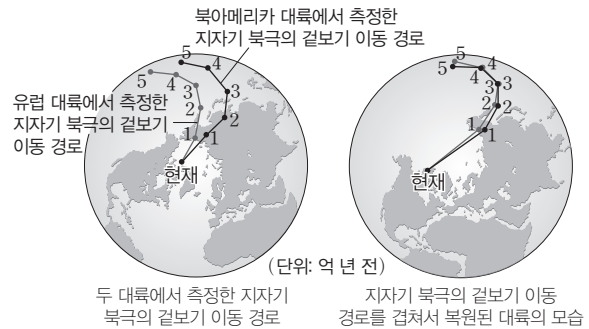 북아메리카 대륙에서 측정한
지자기 북극의 겉보기 이동 경로
유럽 대륙에서 측정한
지자기 북극의 겉보기
이동 경로
5
4
3
2
1
5
4
3
2
1
현재
5
4
3
2
1
5
4
3
2
1
현재
(단위: 억 년 전)
두 대륙에서 측정한 지자기
북극의 겉보기 이동 경로
지자기 북극의 겉보기 이동
경로를 겹쳐서 복원된 대륙의 모습